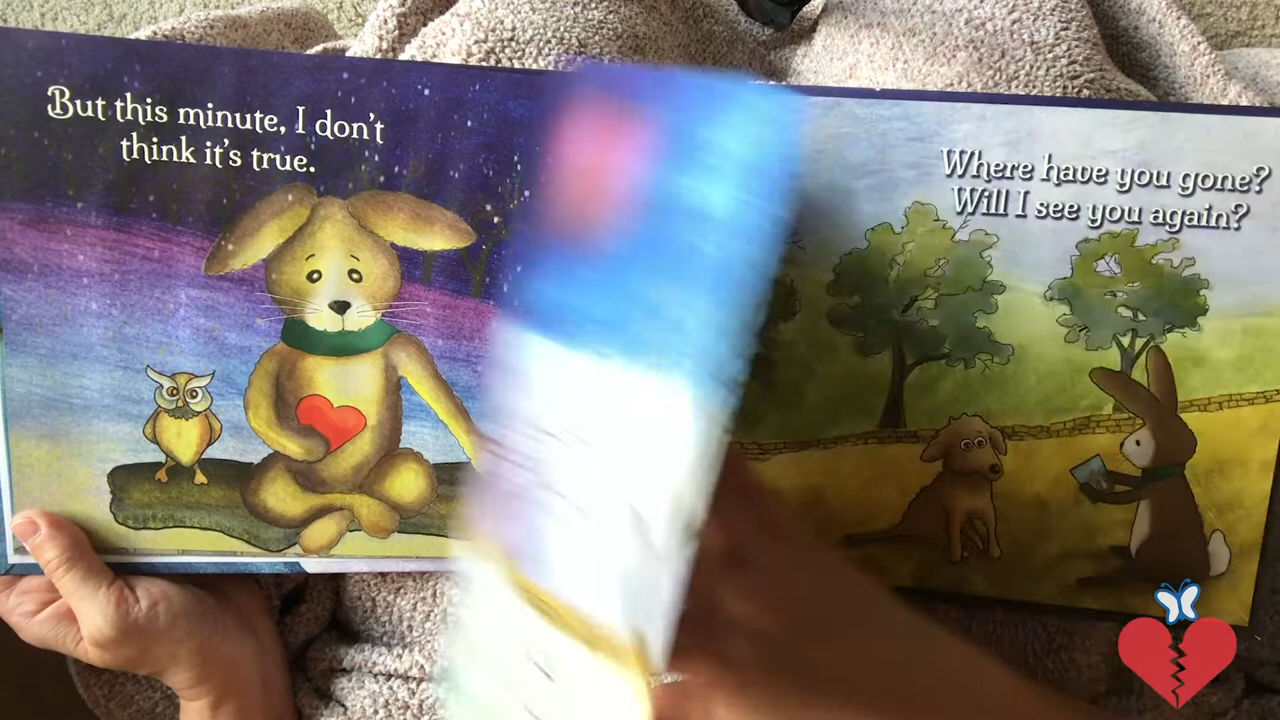 But this minute, I don't
think it's true.
Where have you gone?
Will I see you again?